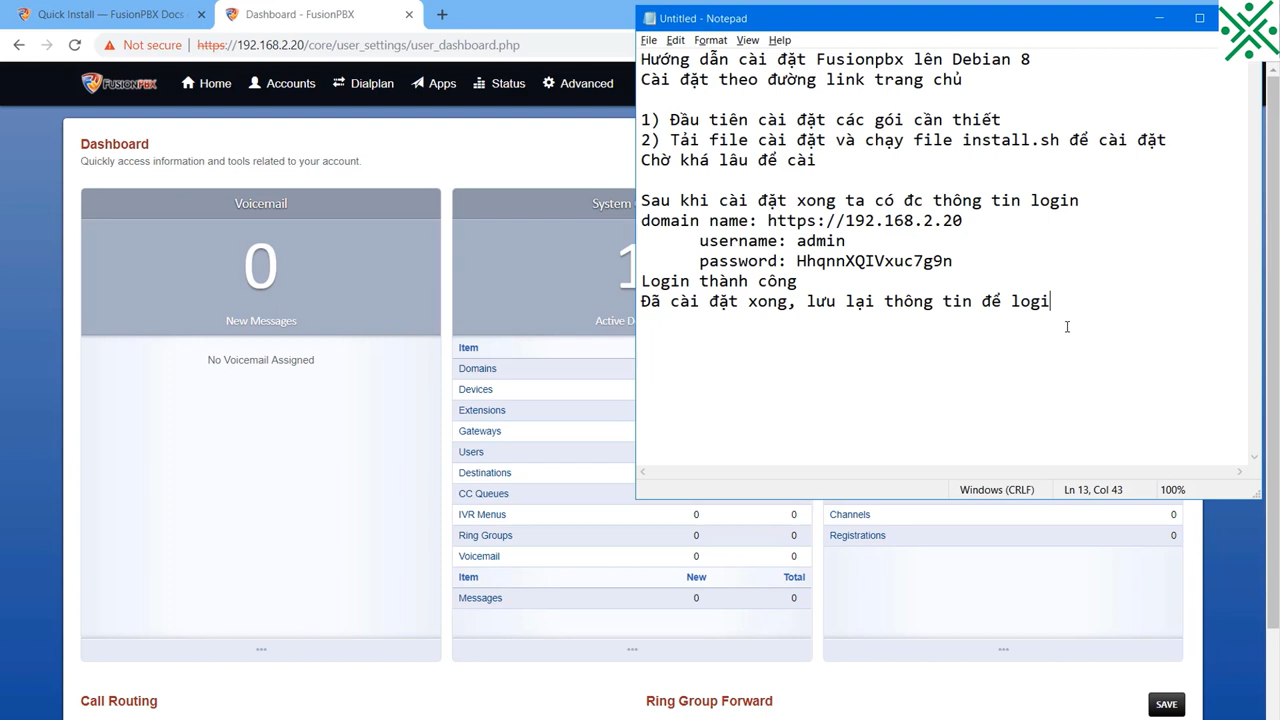 Quick Install — FusionPBX Docs
Dashboard - FusionPBX
Not secure
https://192.168.2.20/core/user_settings/user_dashboard.php
FUSIONPBX
Home
Accounts
Dialplan
Apps
Status
Advanced
Dashboard
Quickly access information and tools related to your account.
Voicemail
0
New Messages
No Voicemail Assigned
System
1
Item
Domains
Devices
Extensions
Gateways
Users
Destinations
CC Queues
IVR Menus 0 0
Ring Groups 0 0
Voicemail 0 0
Item New Total
Messages 0 0
Channels 0
Registrations 0
Call Routing
Ring Group Forward
SAVE
Untitled - Notepad
File Edit Format View Help
Hướng dẫn cài đặt Fusionpbx lên Debian 8
Cài đặt theo đường link trang chủ
1) Đầu tiên cài đặt các gói cần thiết
2) Tải file cài đặt và chạy file install.sh để cài đặt
Chờ khá lâu để cài
Sau khi cài đặt xong ta có đc thông tin login
domain name: https://192.168.2.20
username: admin
password: HhqnnXQIVxuc7g9n
Login thành công
Đã cài đặt xong, lưu lại thông tin để logi
Windows (CRLF)
Ln 13, Col 43
100%